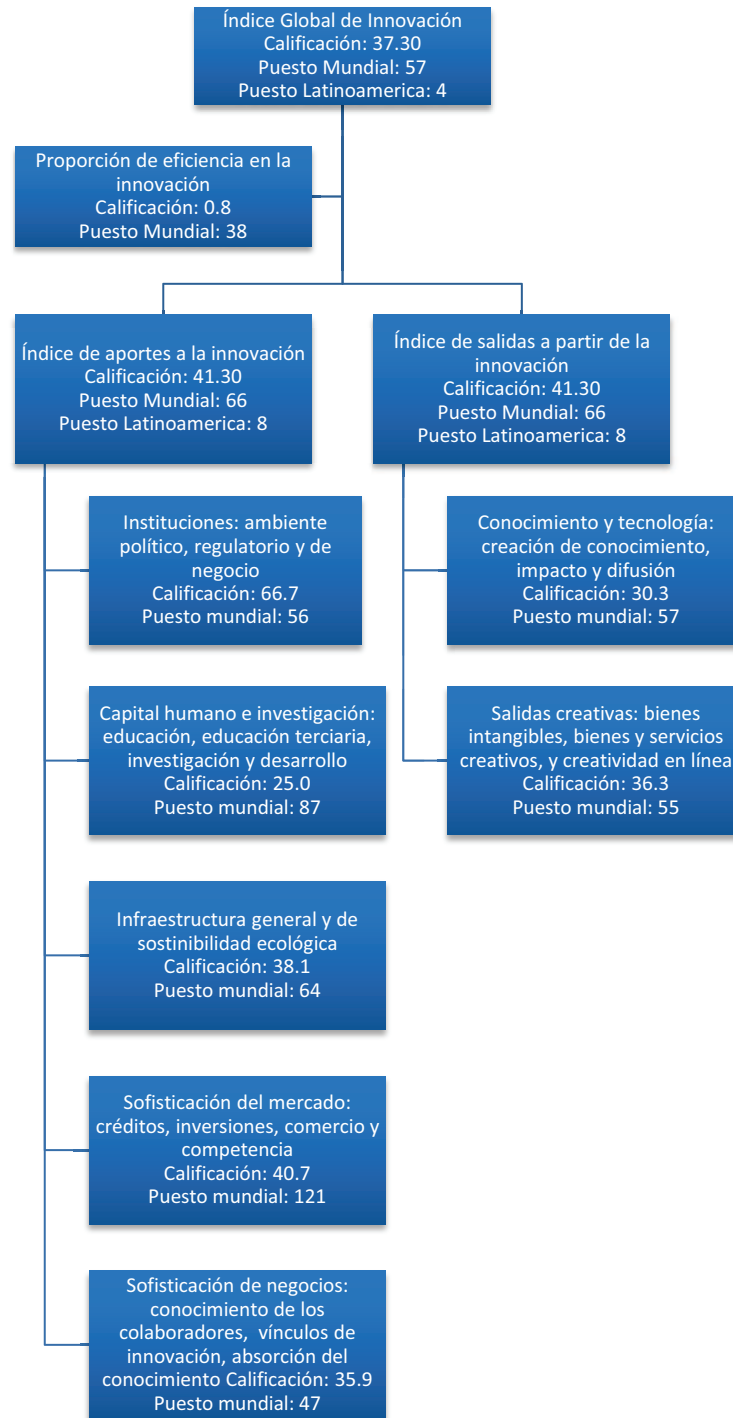 Índice Global de Innovación
Calificación: 37.30
Puesto Mundial: 57
Puesto Latinoamerica: 4
Proporción de eficiencia en la
innovación
Calificación: 0.8
Puesto Mundial: 38
Índice de aportes a la innovación
Calificación: 41.30
Puesto Mundial: 66
Puesto Latinoamerica: 8
Índice de salidas a partir de la
innovación
Calificación: 41.30
Puesto Mundial: 66
Puesto Latinoamerica: 8
Instituciones: ambiente
político, regulatorio y de
negocio
Calificación: 66.7
Puesto mundial: 56
Conocimiento y tecnología:
creación de conocimiento,
impacto y difusión
Calificación: 30.3
Puesto mundial: 57
Capital humano e investigación:
educación, educación terciaria,
investigación y desarrollo
Calificación: 25.0
Puesto mundial: 87
Salidas creativas: bienes
intangibles, bienes y servicios
creativos, y creatividad en línea
Calificación: 36.3
Puesto mundial: 55
Infraestructura general y de
sostinibilidad ecológica
Calificación: 38.1
Puesto mundial: 64
Sofisticación del mercado:
créditos, inversiones, comercio y
competencia
Calificación: 40.7
Puesto mundial: 121
Sofisticación de negocios:
conocimiento de los
colaboradores, vínculos de
innovación, absorción del
conocimiento Calificación: 35.9
Puesto mundial: 47